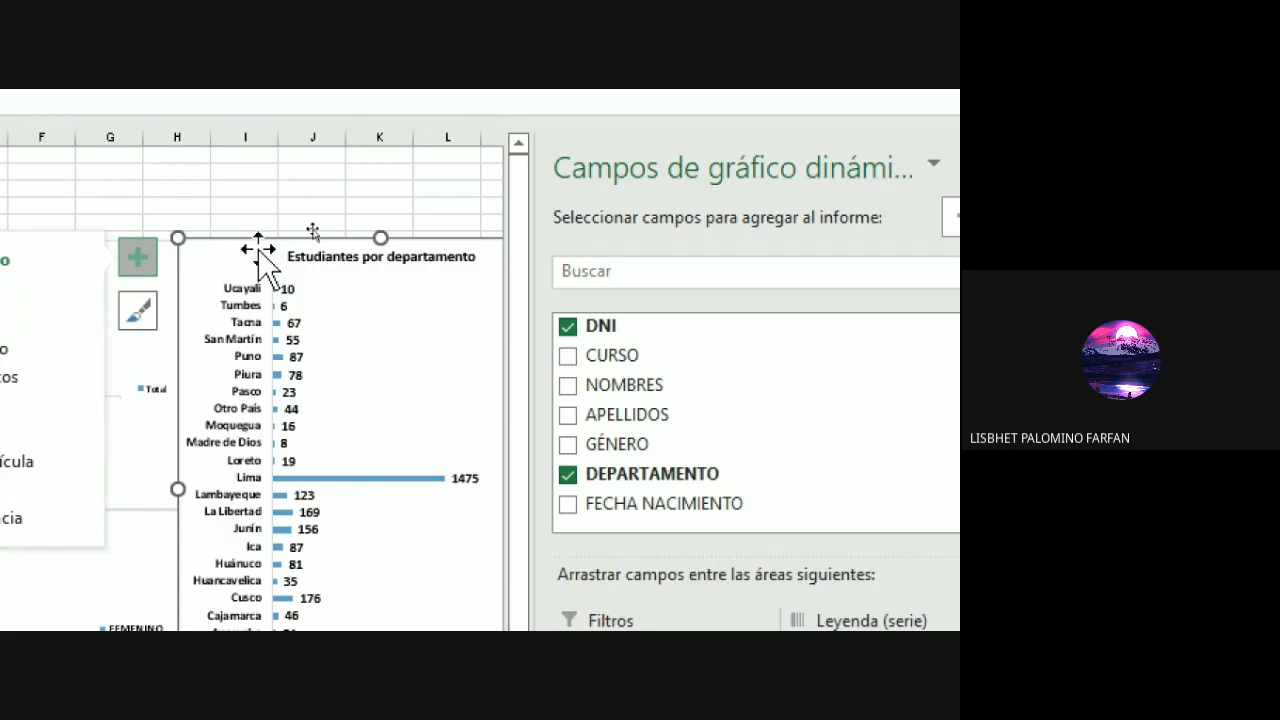 F G H I J K L
Campos de gráfico dinámi...
Seleccionar campos para agregar al informe:
Buscar
DNI
CURSO
NOMBRES
APELLIDOS
GÉNERO
DEPARTAMENTO
FECHA NACIMIENTO
Arrastrar campos entre las áreas siguientes:
Filtros
Leyenda (serie)
o
o
tos
ícula
cia
Total
FEMENINO
Estudiantes por departamento
Ucayali 10
Tumbes 6
Tacna 67
San Martín 55
Puno 87
Piura 78
Pasco 23
Otro País 44
Moquegua 16
Madre de Dios 8
Loreto 19
Lima 1475
Lambayeque 123
La Libertad 169
Junín 156
Ica 87
Huánuco 81
Huancavelica 35
Cusco 176
Cajamarca 46
LISBHET PALOMINO FARFAN